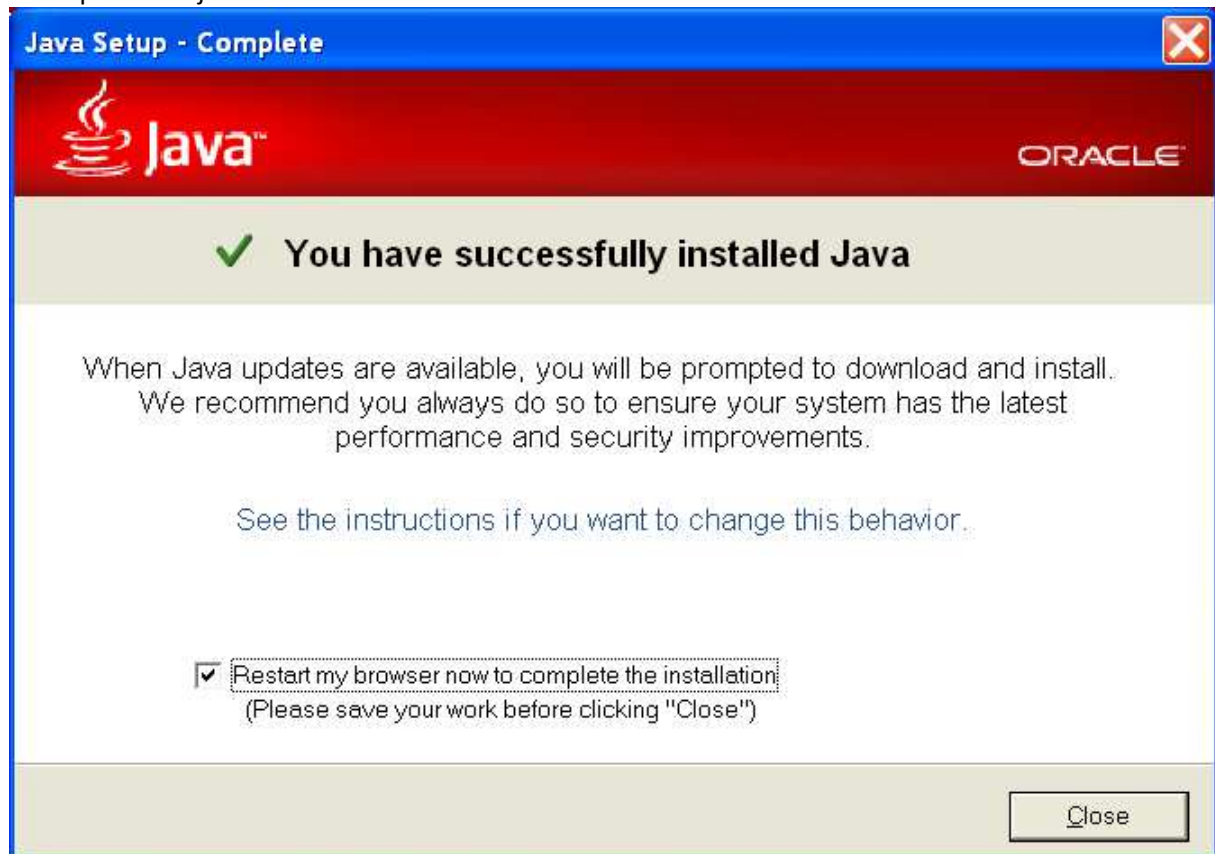 Java Setup - Complete
Java™
ORACLE
You have successfully installed Java
When Java updates are available, you will be prompted to download and install.
We recommend you always do so to ensure your system has the latest
performance and security improvements.
See the instructions if you want to change this behavior.
Restart my browser now to complete the installation
(Please save your work before clicking "Close")
Close